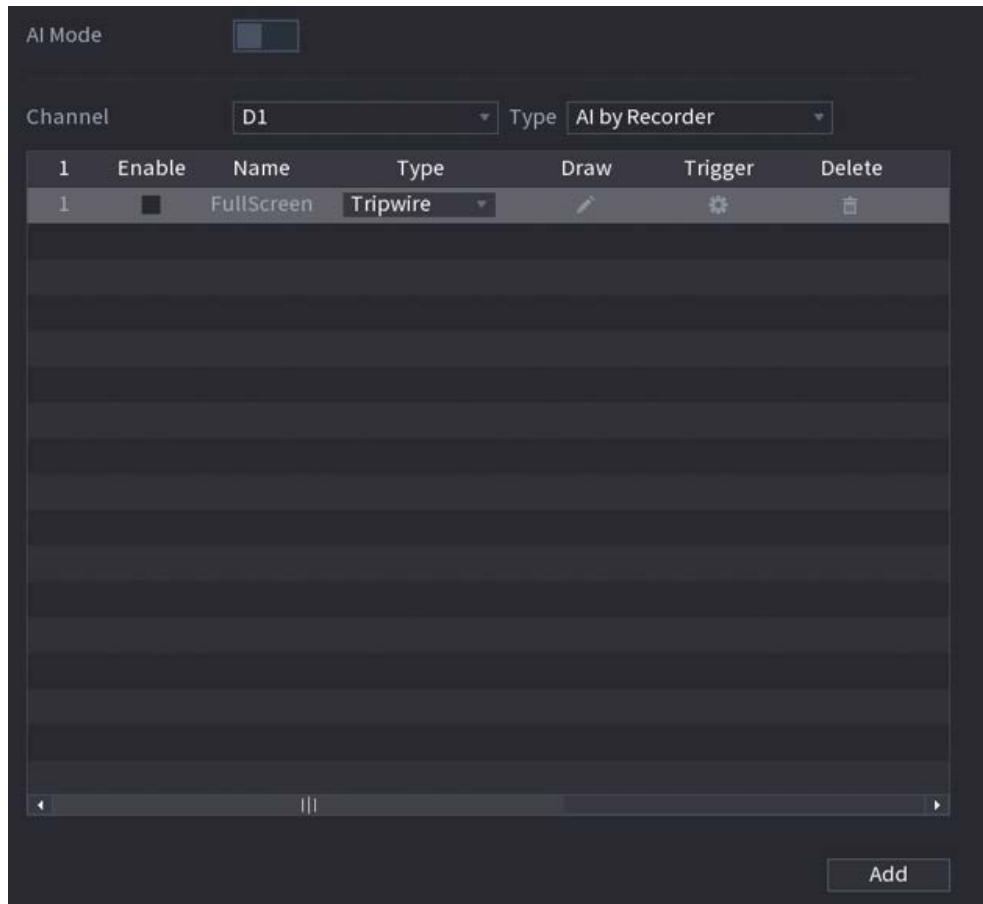 AI Mode
Channel D1 Type AI by Recorder
1 Enable Name Type Draw Trigger Delete
1 FullScreen Tripwire
Add